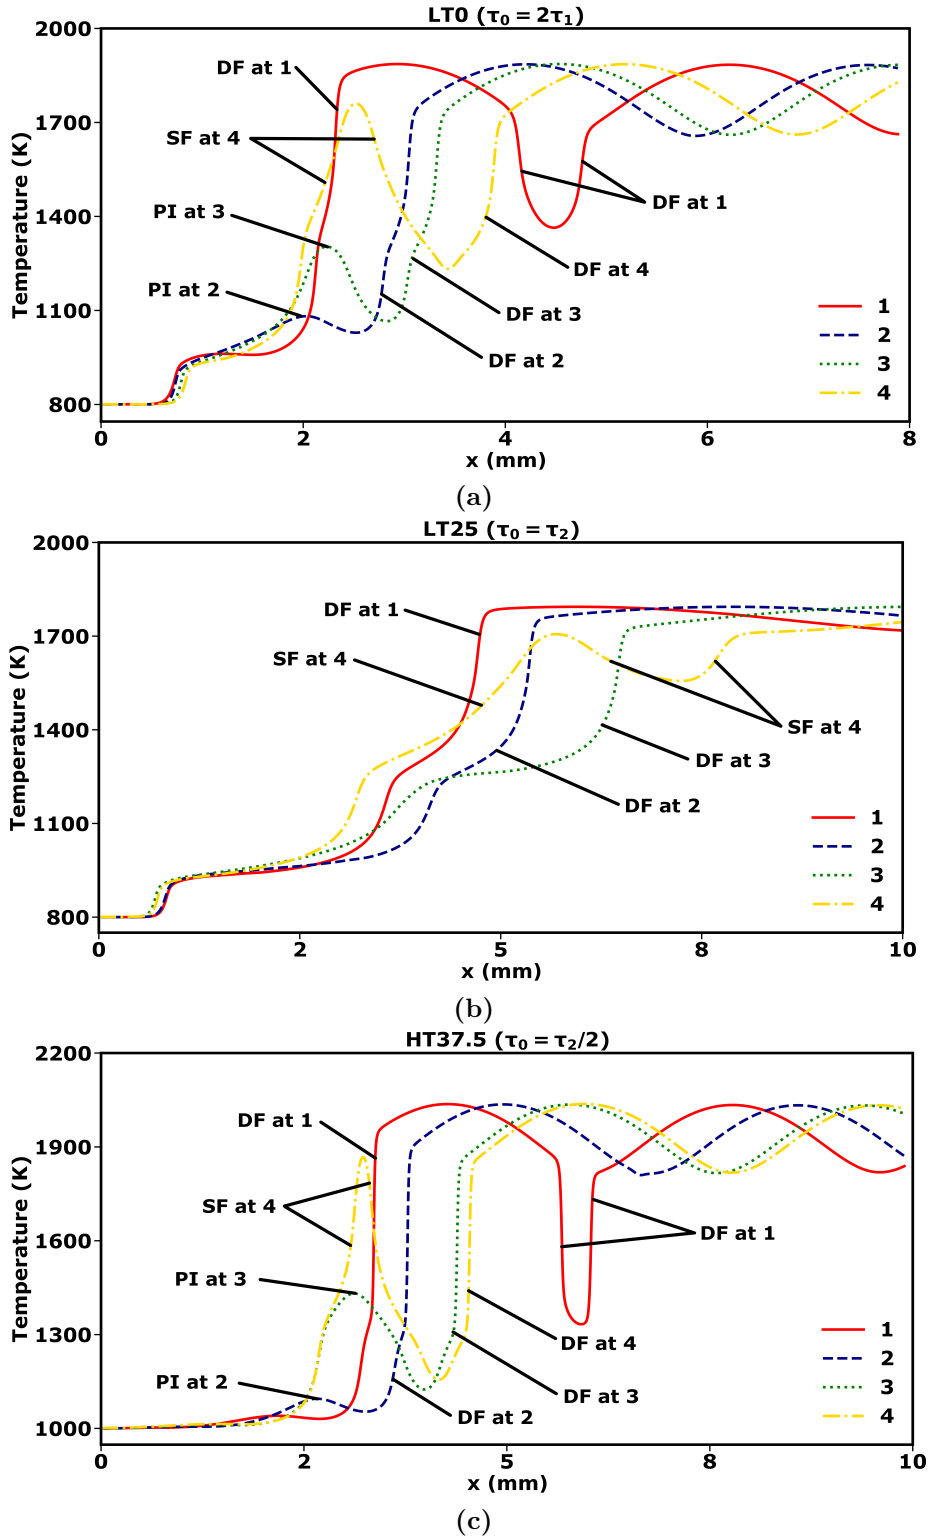 LT0 (τ₀ = 2τ₁)
2000
1700
1400
1100
800
Temperature (K)
DF at 1
SF at 4
PI at 3
PI at 2
DF at 1
DF at 4
DF at 3
DF at 2
1
2
3
4
0 2 4 6 8
x (mm)
(a)
LT25 (τ₀ = τ₂)
2000
1700
1400
1100
800
Temperature (K)
DF at 1
SF at 4
SF at 4
DF at 3
DF at 2
1
2
3
4
0 2 5 8 10
x (mm)
(b)
HT37.5 (τ₀ = τ₂/2)
2200
1900
1600
1300
1000
Temperature (K)
DF at 1
SF at 4
DF at 1
PI at 3
DF at 4
PI at 2
DF at 3
DF at 2
1
2
3
4
0 2 5 8 10
x (mm)
(c)